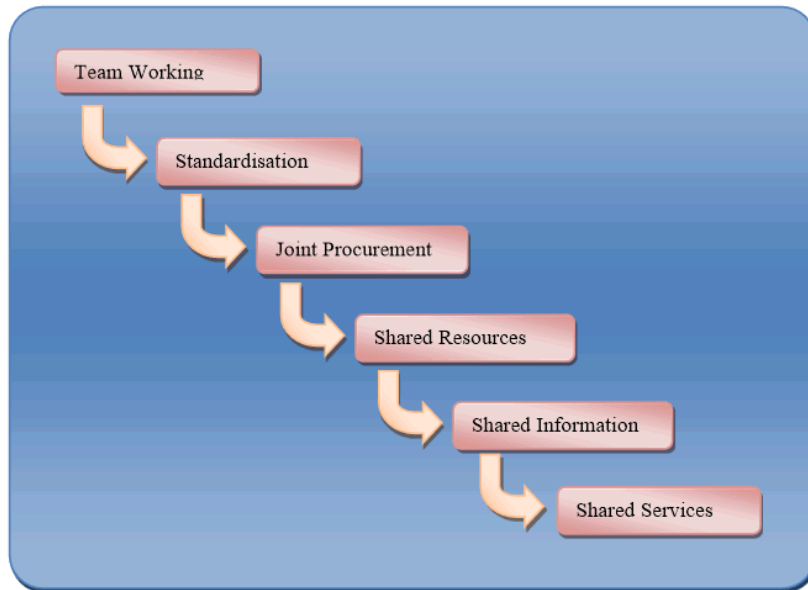 Team Working
Standardisation
Joint Procurement
Shared Resources
Shared Information
Shared Services